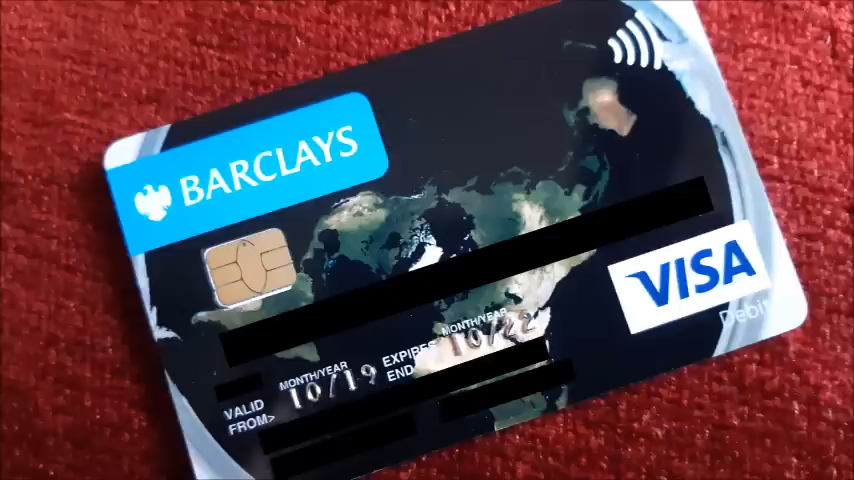 BARCLAYS
VISA
Debit
MONTH/YEAR
VALID FROM> 10/19
MONTH/YEAR
EXPIRES END 10/22